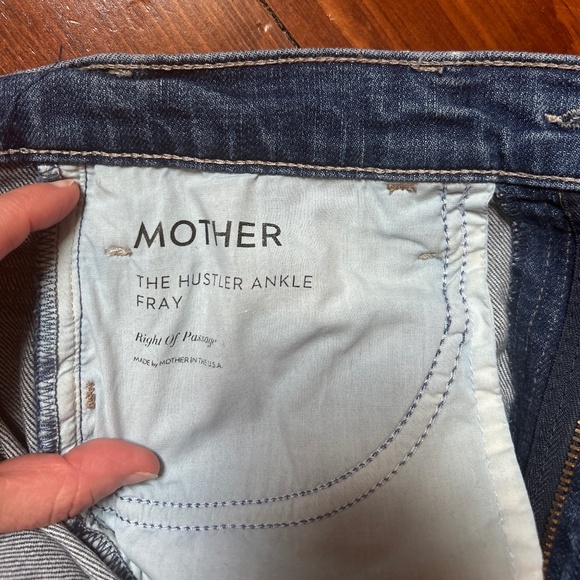 MOTHER
THE HUSTLER ANKLE
FRAY
Right Of Passage
MADE by MOTHER IN THE U.S.A.